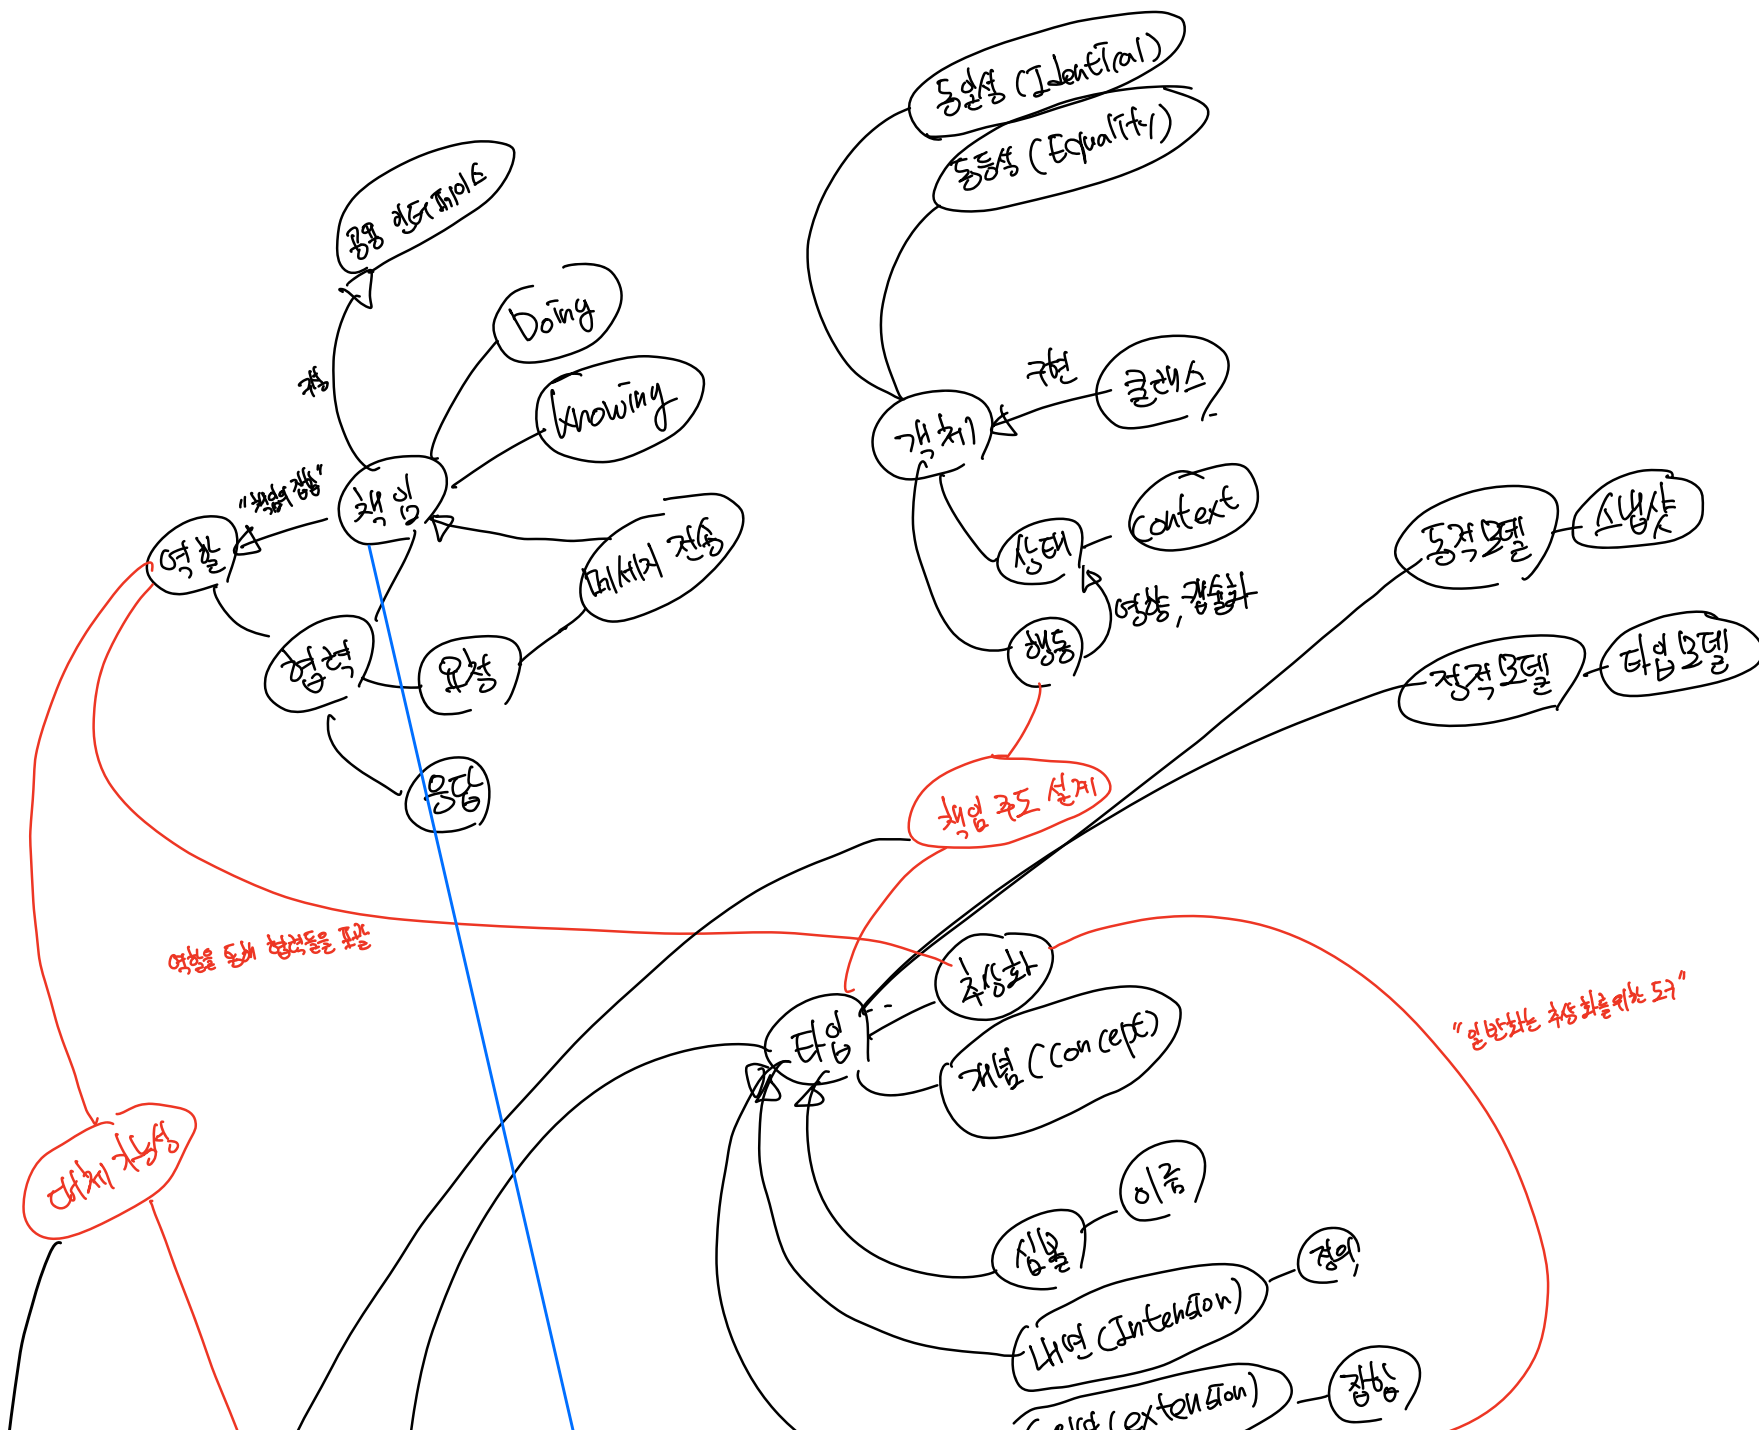 동일성 (Identical)
동등성 (Equality)
공용 인터페이스
Doing
Knowing
구현
클래스
객체
"책임의 집합"
책임
context
상태
동적모델
스냅샷
역할
메세지 전송
영향, 캡슐화
행동
협력
요청
정적모델
타입모델
응답
책임 주도 설계
역할을 통해 협력들을 포괄
추상화
"일반화는 추상화를 위한 도구"
타입
개념 (concept)
대체 가능성
이름
심볼
정의
내연 (Intension)
집합
(extension)